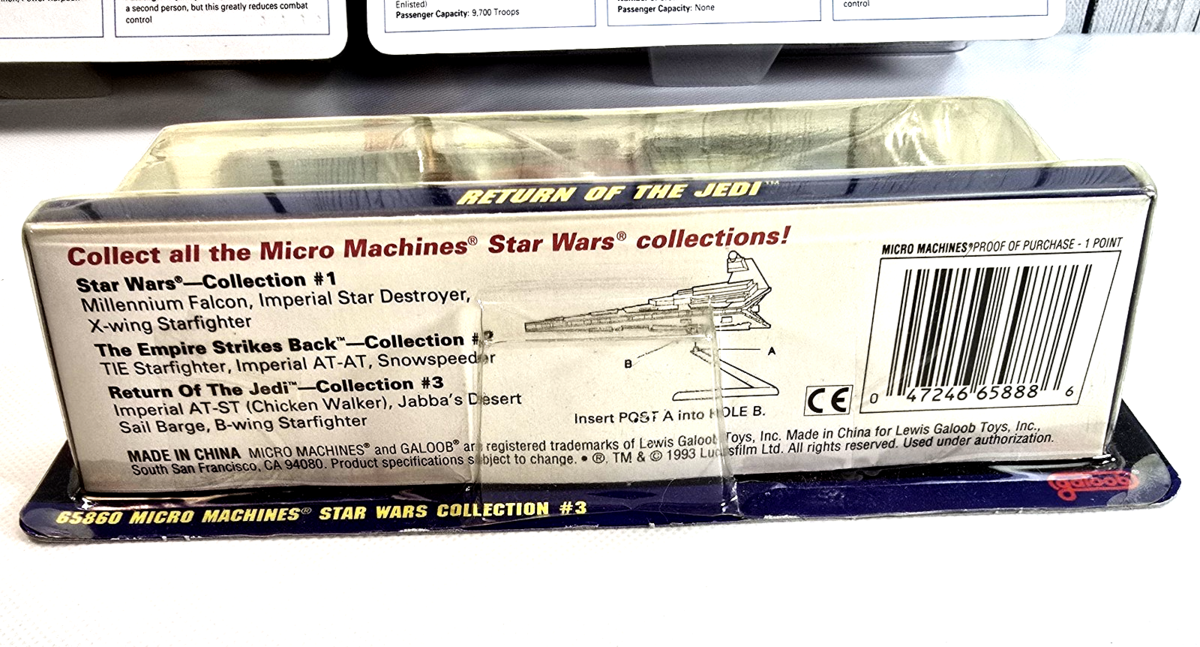 a second person, but this greatly reduces combat
control
Enlisted)
Passenger Capacity: 9,700 Troops
Passenger Capacity: None
control
RETURN OF THE JEDI™
Collect all the Micro Machines® Star Wars® collections!
Star Wars®—Collection #1
Millennium Falcon, Imperial Star Destroyer,
X-wing Starfighter
The Empire Strikes Back™—Collection #2
TIE Starfighter, Imperial AT-AT, Snowspeeder
Return Of The Jedi™—Collection #3
Imperial AT-ST (Chicken Walker), Jabba's Desert
Sail Barge, B-wing Starfighter
B
A
Insert POST A into HOLE B.
CE
MICRO MACHINES® PROOF OF PURCHASE - 1 POINT
0 47246 65888 6
MADE IN CHINA MICRO MACHINES® and GALOOB® are registered trademarks of Lewis Galoob Toys, Inc. Made in China for Lewis Galoob Toys, Inc.,
South San Francisco, CA 94080. Product specifications subject to change. • ®, TM & © 1993 Lucasfilm Ltd. All rights reserved. Used under authorization.
65860 MICRO MACHINES® STAR WARS COLLECTION #3
galoob